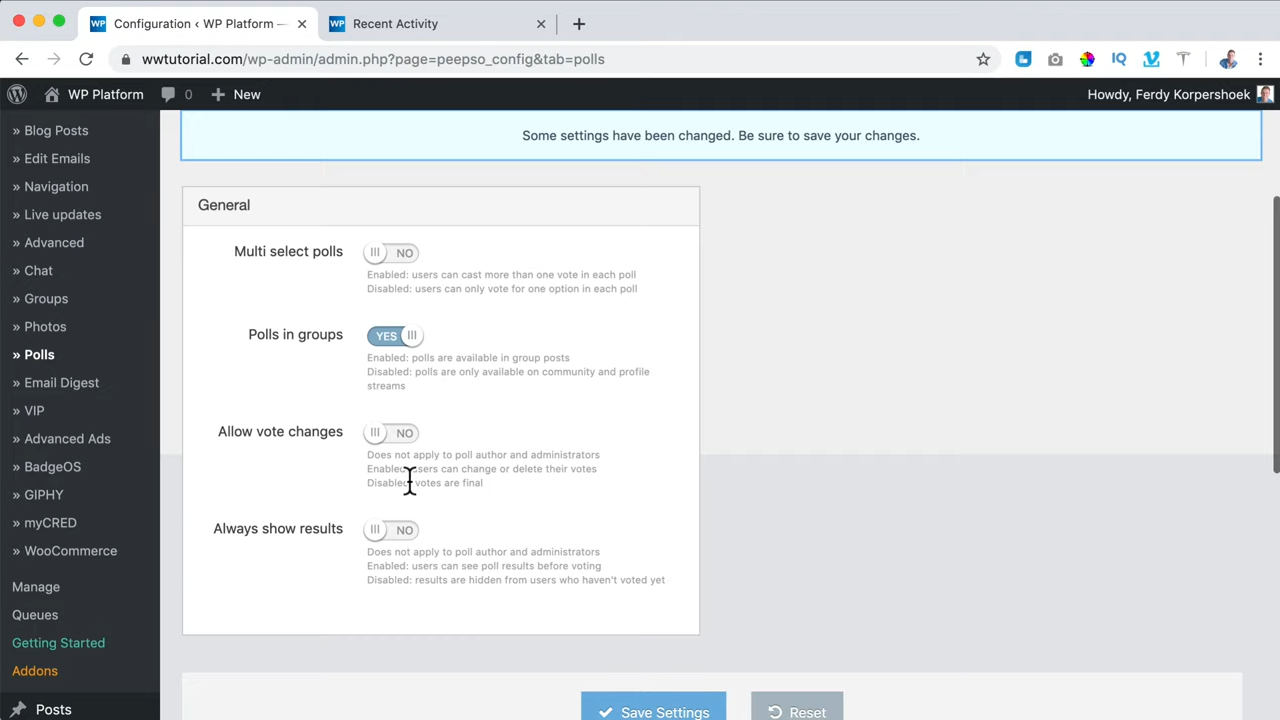 WP Configuration ‹ WP Platform —
WP Recent Activity
wwtutorial.com/wp-admin/admin.php?page=peepso_config&tab=polls
IQ
WP Platform 0 New
Howdy, Ferdy Korpershoek
» Blog Posts
» Edit Emails
» Navigation
» Live updates
» Advanced
» Chat
» Groups
» Photos
» Polls
» Email Digest
» VIP
» Advanced Ads
» BadgeOS
» GIPHY
» myCRED
» WooCommerce
Manage
Queues
Getting Started
Addons
Posts
Some settings have been changed. Be sure to save your changes.
General
Multi select polls NO
Enabled: users can cast more than one vote in each poll
Disabled: users can only vote for one option in each poll
Polls in groups YES
Enabled: polls are available in group posts
Disabled: polls are only available on community and profile
streams
Allow vote changes NO
Does not apply to poll author and administrators
Enabled: users can change or delete their votes
Disabled: votes are final
Always show results NO
Does not apply to poll author and administrators
Enabled: users can see poll results before voting
Disabled: results are hidden from users who haven't voted yet
Save Settings Reset